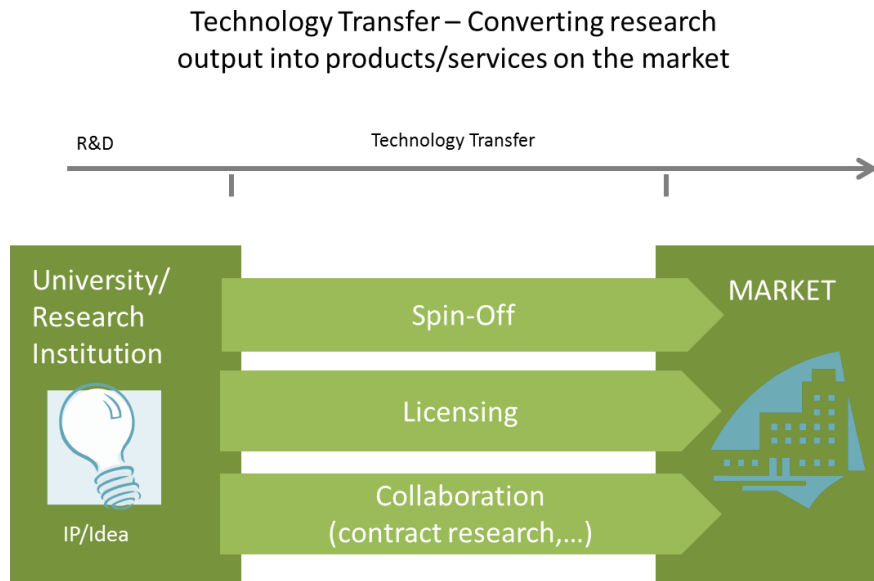 Technology Transfer – Converting research
output into products/services on the market
R&D
Technology Transfer
University/
Research
Institution
IP/Idea
Spin-Off
Licensing
Collaboration
(contract research,...)
MARKET